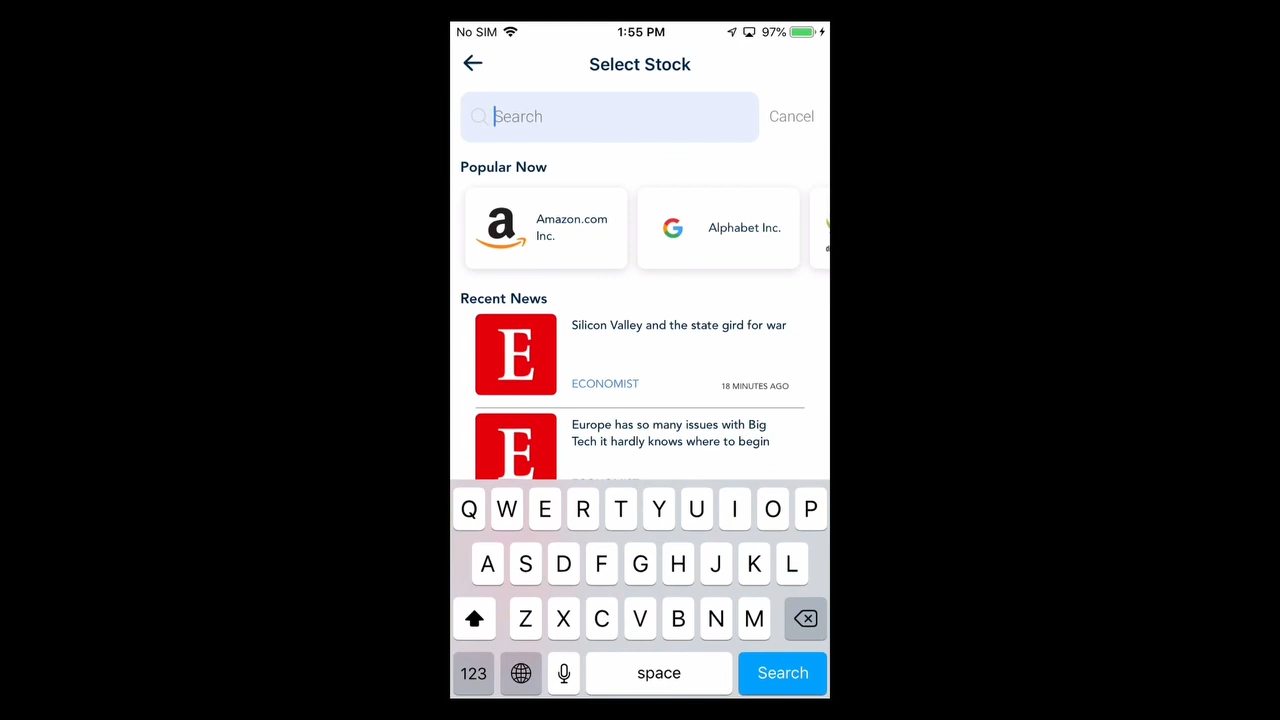 No SIM 1:55 PM 97%
Select Stock
Search Cancel
Popular Now
a Amazon.com
Inc.
G Alphabet Inc.
Recent News
E Silicon Valley and the state gird for war
ECONOMIST 18 MINUTES AGO
E Europe has so many issues with Big
Tech it hardly knows where to begin
Q W E R T Y U I O P
A S D F G H J K L
Z X C V B N M
123 space Search